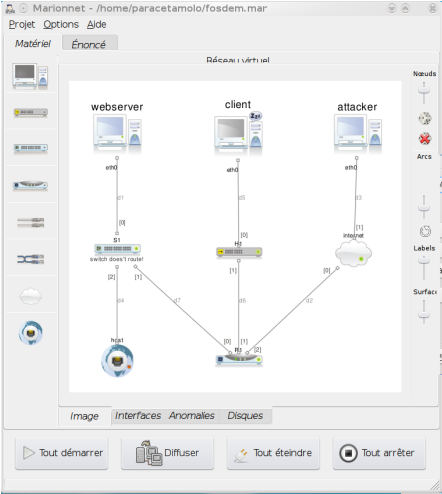 Marionnet - /home/paracetamolo/fosdem.mar
Projet Options Aide
Matériel Énoncé
Réseau virtuel
Nœuds
webserver client attacker
eth0 eth0 eth0
Arcs
d1 d5 d3
[0] [0] [1]
S1 H1 internet
switch does't route!
Labels
[2] [1] [1] [0]
Surface
d4 d7 d6 d2
host [0] [1] [2]
R1
Image Interfaces Anomalies Disques
Tout démarrer Diffuser Tout éteindre Tout arrêter